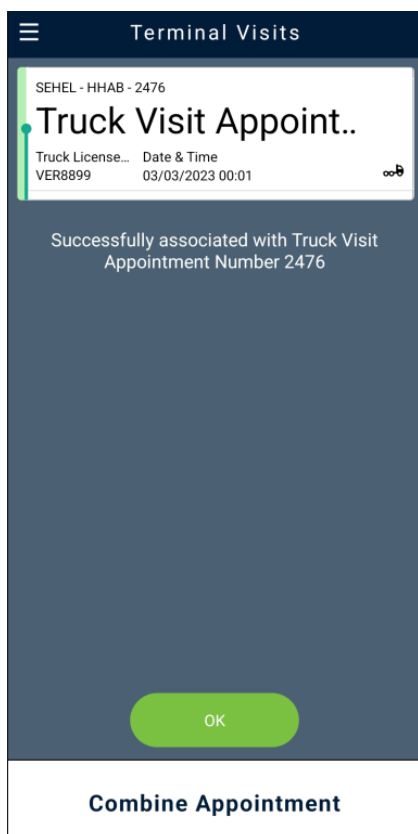 Terminal Visits
SEHEL - HHAB - 2476
Truck Visit Appoint..
Truck License... Date & Time
VER8899 03/03/2023 00:01
Successfully associated with Truck Visit
Appointment Number 2476
OK
Combine Appointment